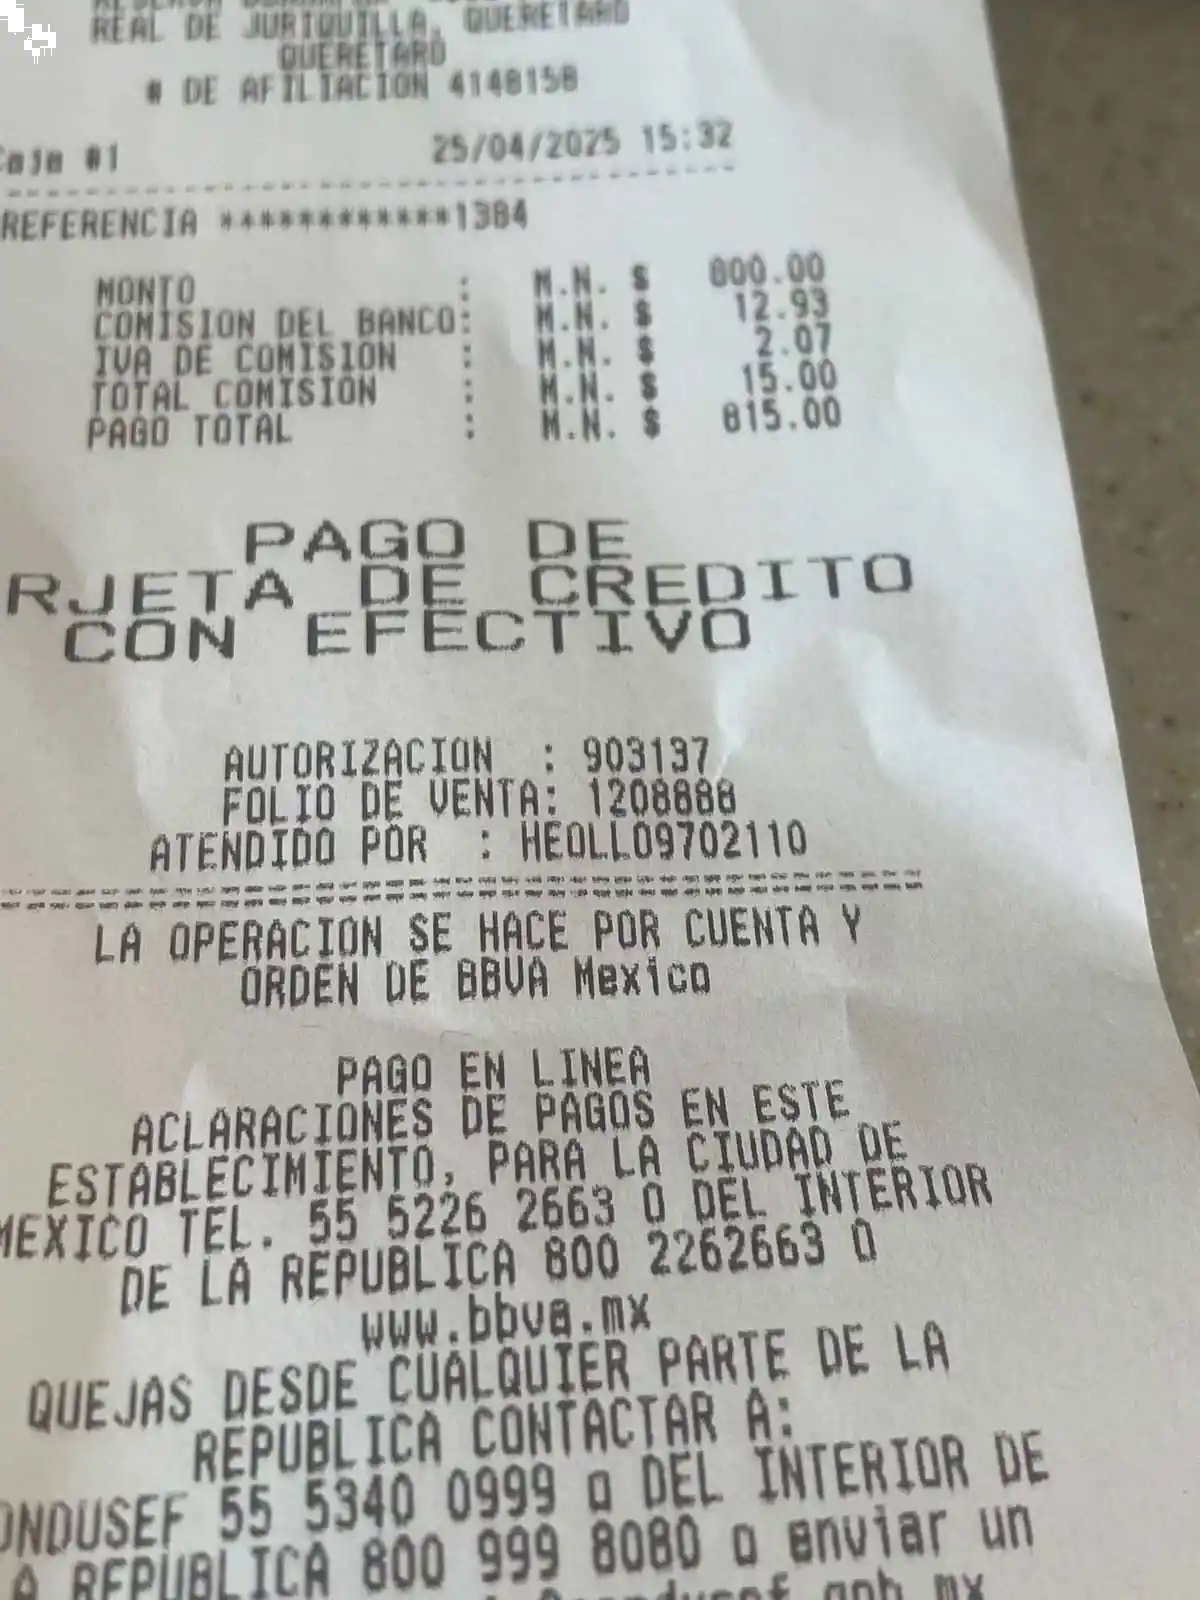 REAL DE JURIQUILLA, QUERETARO
QUERETARO
# DE AFILIACION 4148158
Caja #1 25/04/2025 15:32
REFERENCIA ************1384
MONTO : M.N. $ 800.00
COMISION DEL BANCO: M.N. $ 12.93
IVA DE COMISION : M.N. $ 2.07
TOTAL COMISION : M.N. $ 15.00
PAGO TOTAL : M.N. $ 815.00
PAGO DE
RJETA DE CREDITO
CON EFECTIVO
AUTORIZACION : 903137
FOLIO DE VENTA: 1208888
ATENDIDO POR : HEOLLO9702110
LA OPERACION SE HACE POR CUENTA Y
ORDEN DE BBVA Mexico
PAGO EN LINEA
ACLARACIONES DE PAGOS EN ESTE
ESTABLECIMIENTO, PARA LA CIUDAD DE
MEXICO TEL. 55 5226 2663 O DEL INTERIOR
DE LA REPUBLICA 800 2262663 O
www.bbva.mx
QUEJAS DESDE CUALQUIER PARTE DE LA
REPUBLICA CONTACTAR A:
ONDUSEF 55 5340 0999 o DEL INTERIOR DE
A REPUBLICA 800 999 8080 o enviar un